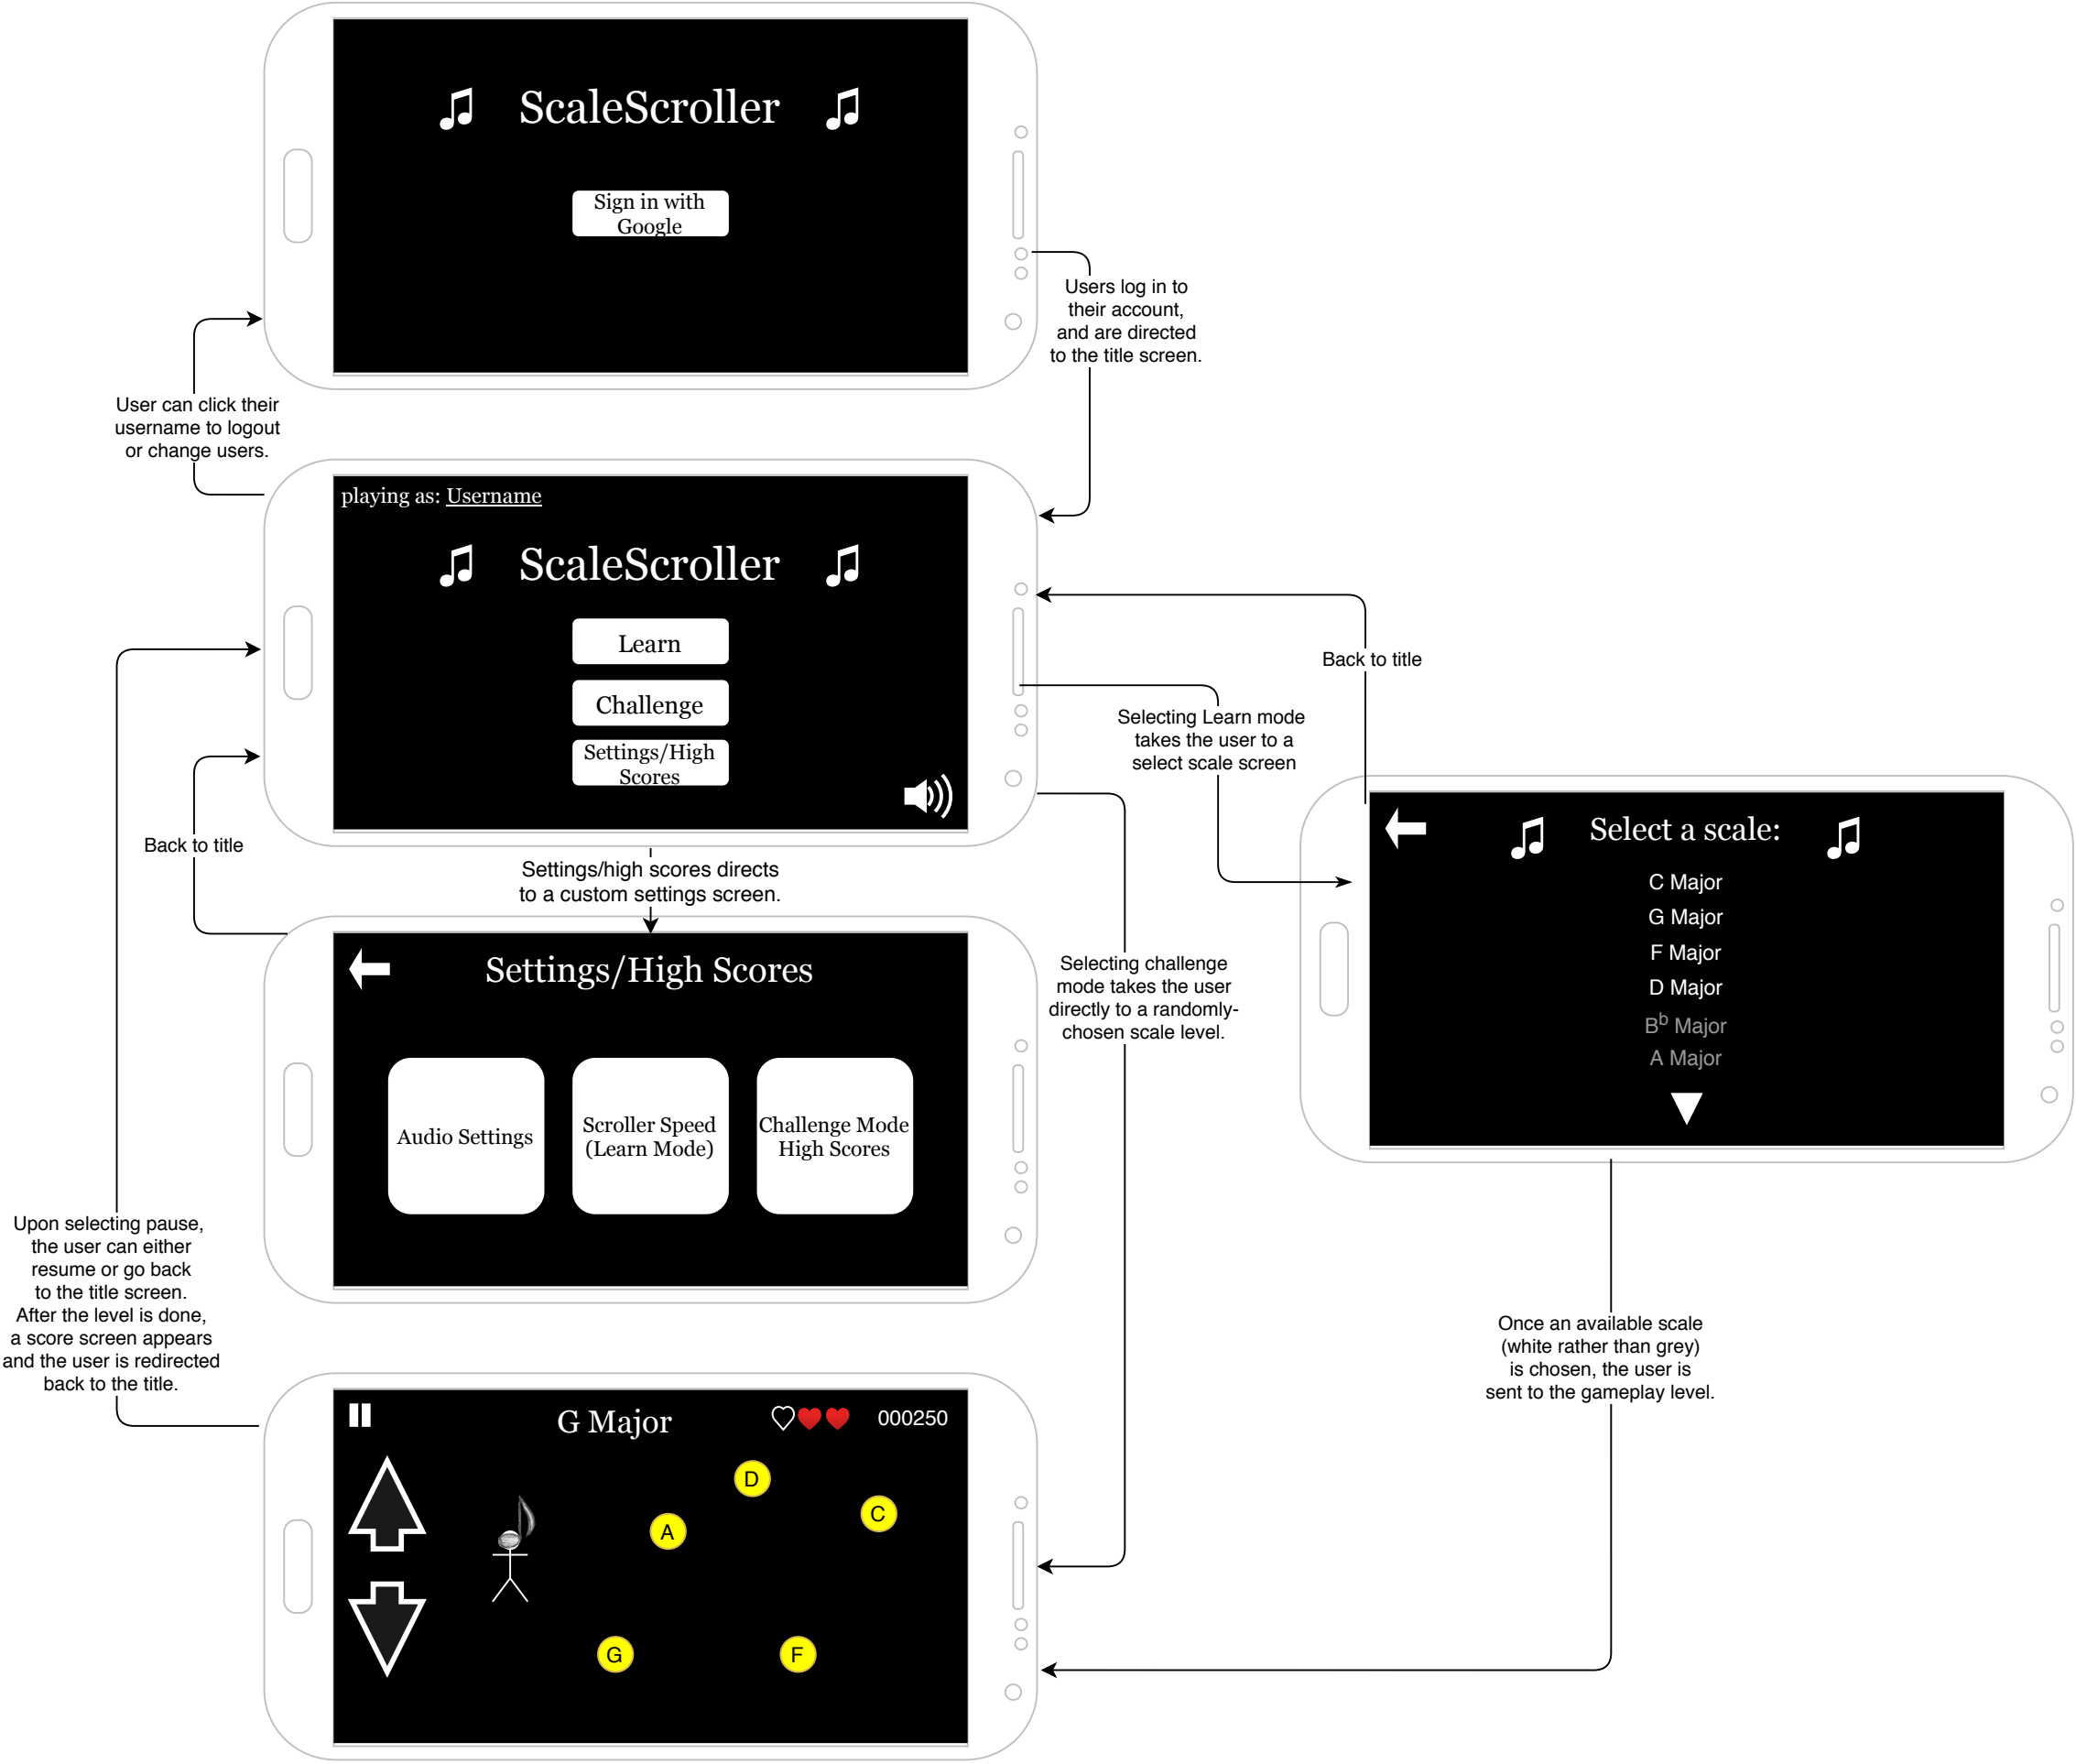 ScaleScroller
Sign in with
Google
Users log in to
their account,
and are directed
to the title screen.
User can click their
username to logout
or change users.
playing as: Username
ScaleScroller
Learn
Challenge
Settings/High
Scores
Back to title
Selecting Learn mode
takes the user to a
select scale screen
Back to title
Settings/high scores directs
to a custom settings screen.
Select a scale:
C Major
G Major
F Major
D Major
Bb Major
A Major
Settings/High Scores
Audio Settings
Scroller Speed
(Learn Mode)
Challenge Mode
High Scores
Selecting challenge
mode takes the user
directly to a randomly-
chosen scale level.
Upon selecting pause,
the user can either
resume or go back
to the title screen.
After the level is done,
a score screen appears
and the user is redirected
back to the title.
Once an available scale
(white rather than grey)
is chosen, the user is
sent to the gameplay level.
G Major
000250
D
C
A
G
F